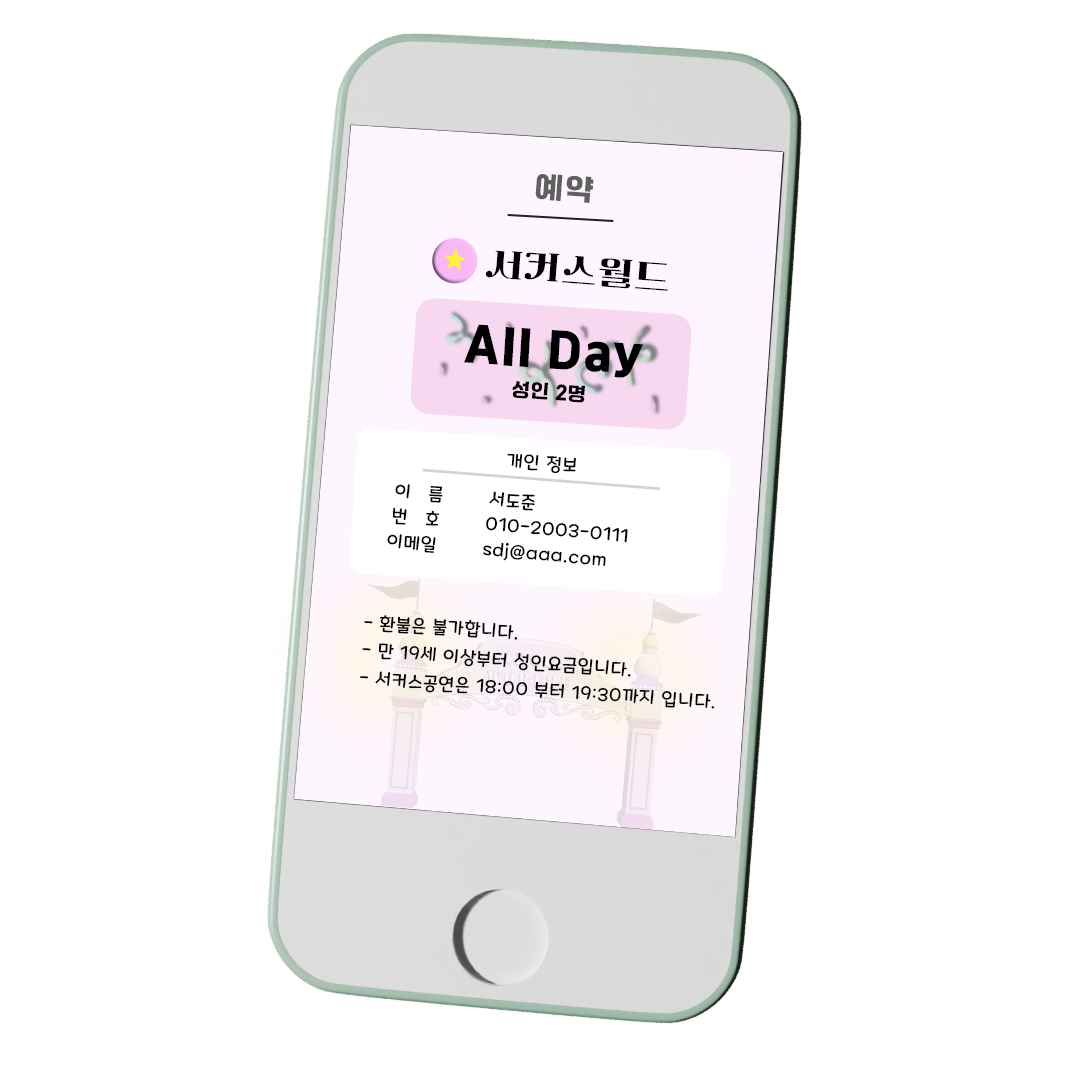 예약
서커스월드
All Day
성인 2명
개인 정보
이 름 서도준
번 호 010-2003-0111
이메일 sdj@aaa.com
- 환불은 불가합니다.
- 만 19세 이상부터 성인요금입니다.
- 서커스공연은 18:00 부터 19:30까지 입니다.